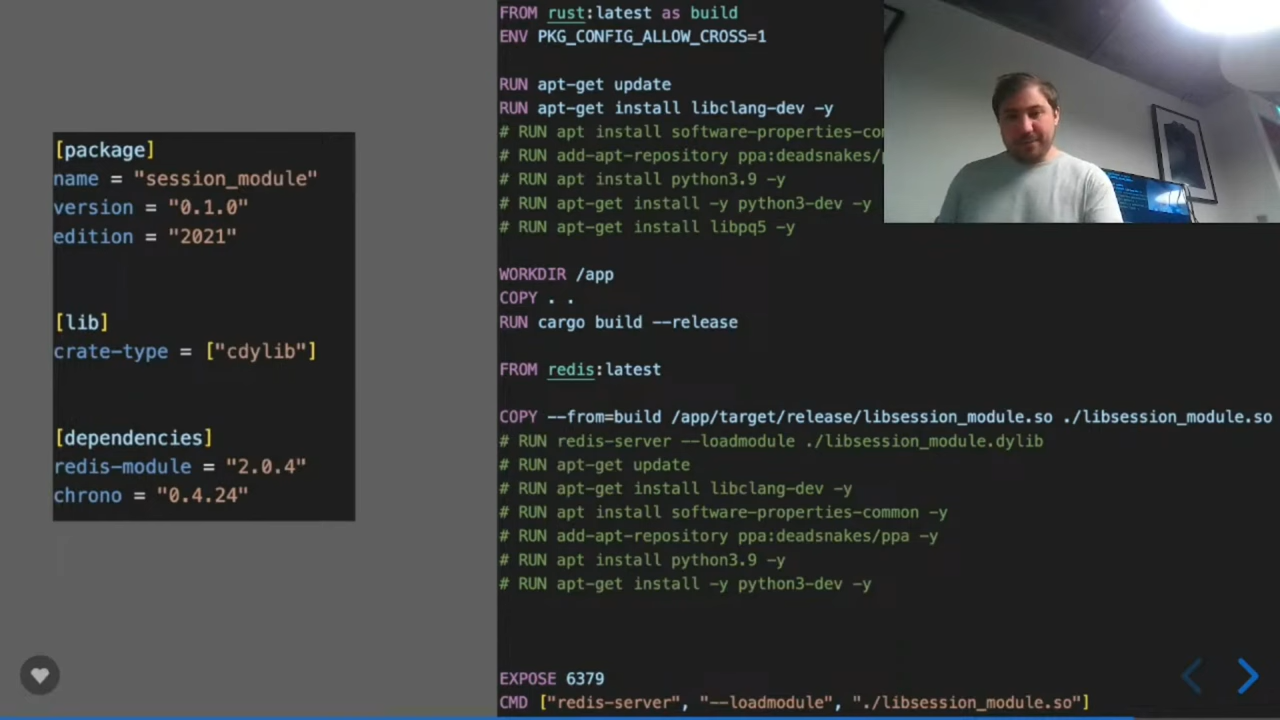 [package]
name = "session_module"
version = "0.1.0"
edition = "2021"
[lib]
crate-type = ["cdylib"]
[dependencies]
redis-module = "2.0.4"
chrono = "0.4.24"
FROM rust:latest as build
ENV PKG_CONFIG_ALLOW_CROSS=1
RUN apt-get update
RUN apt-get install libclang-dev -y
# RUN apt install software-properties-co
# RUN add-apt-repository ppa:deadsnakes/
# RUN apt install python3.9 -y
# RUN apt-get install -y python3-dev -y
# RUN apt-get install libpq5 -y
WORKDIR /app
COPY . .
RUN cargo build --release
FROM redis:latest
COPY --from=build /app/target/release/libsession_module.so ./libsession_module.so
# RUN redis-server --loadmodule ./libsession_module.dylib
# RUN apt-get update
# RUN apt-get install libclang-dev -y
# RUN apt install software-properties-common -y
# RUN add-apt-repository ppa:deadsnakes/ppa -y
# RUN apt install python3.9 -y
# RUN apt-get install -y python3-dev -y
EXPOSE 6379
CMD ["redis-server", "--loadmodule", "./libsession_module.so"]